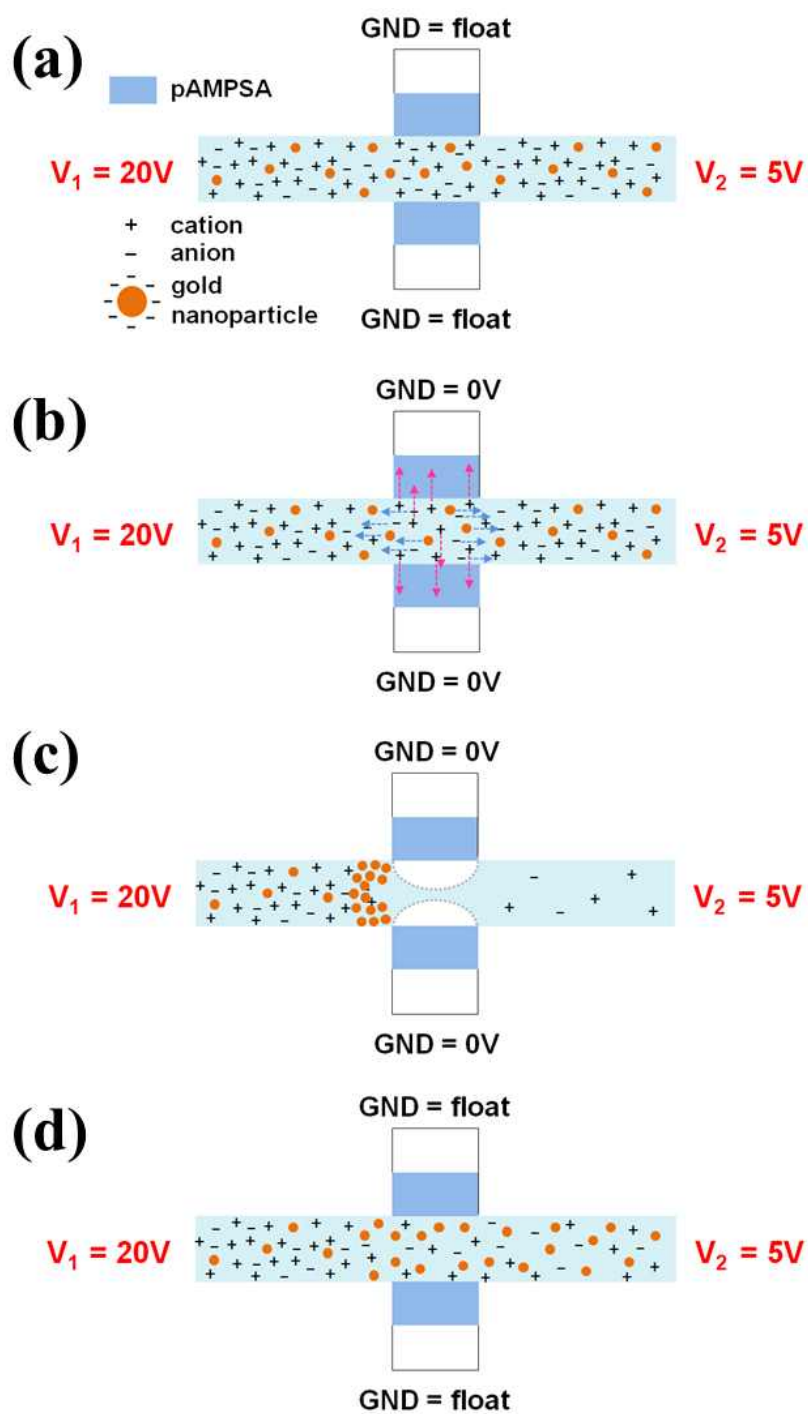 (a)
GND = float
pAMPSA
V₁ = 20V
V₂ = 5V
+ cation
− anion
gold
nanoparticle
GND = float
(b)
GND = 0V
V₁ = 20V
V₂ = 5V
GND = 0V
(c)
GND = 0V
V₁ = 20V
V₂ = 5V
GND = 0V
(d)
GND = float
V₁ = 20V
V₂ = 5V
GND = float